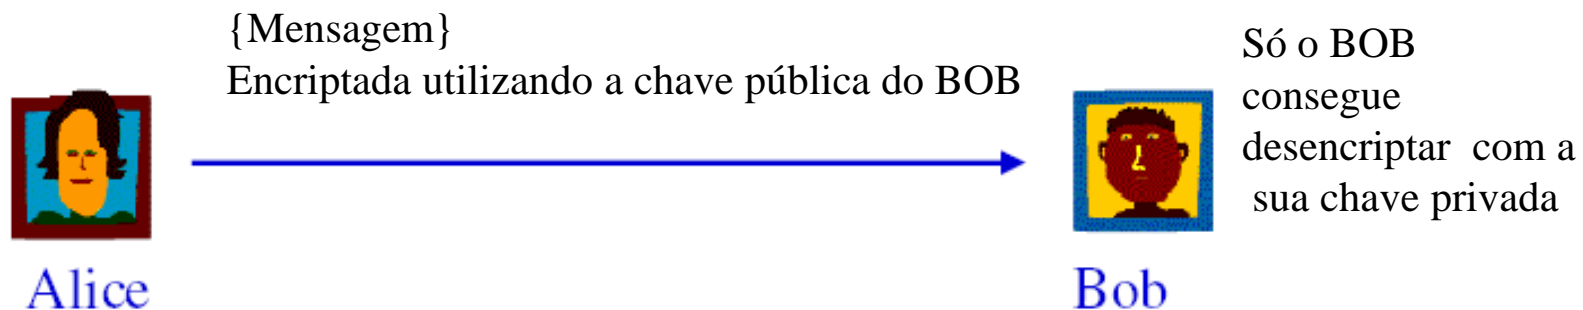 {Mensagem}
Encriptada utilizando a chave pública do BOB
Só o BOB
consegue
desencriptar com a
sua chave privada
Alice
Bob